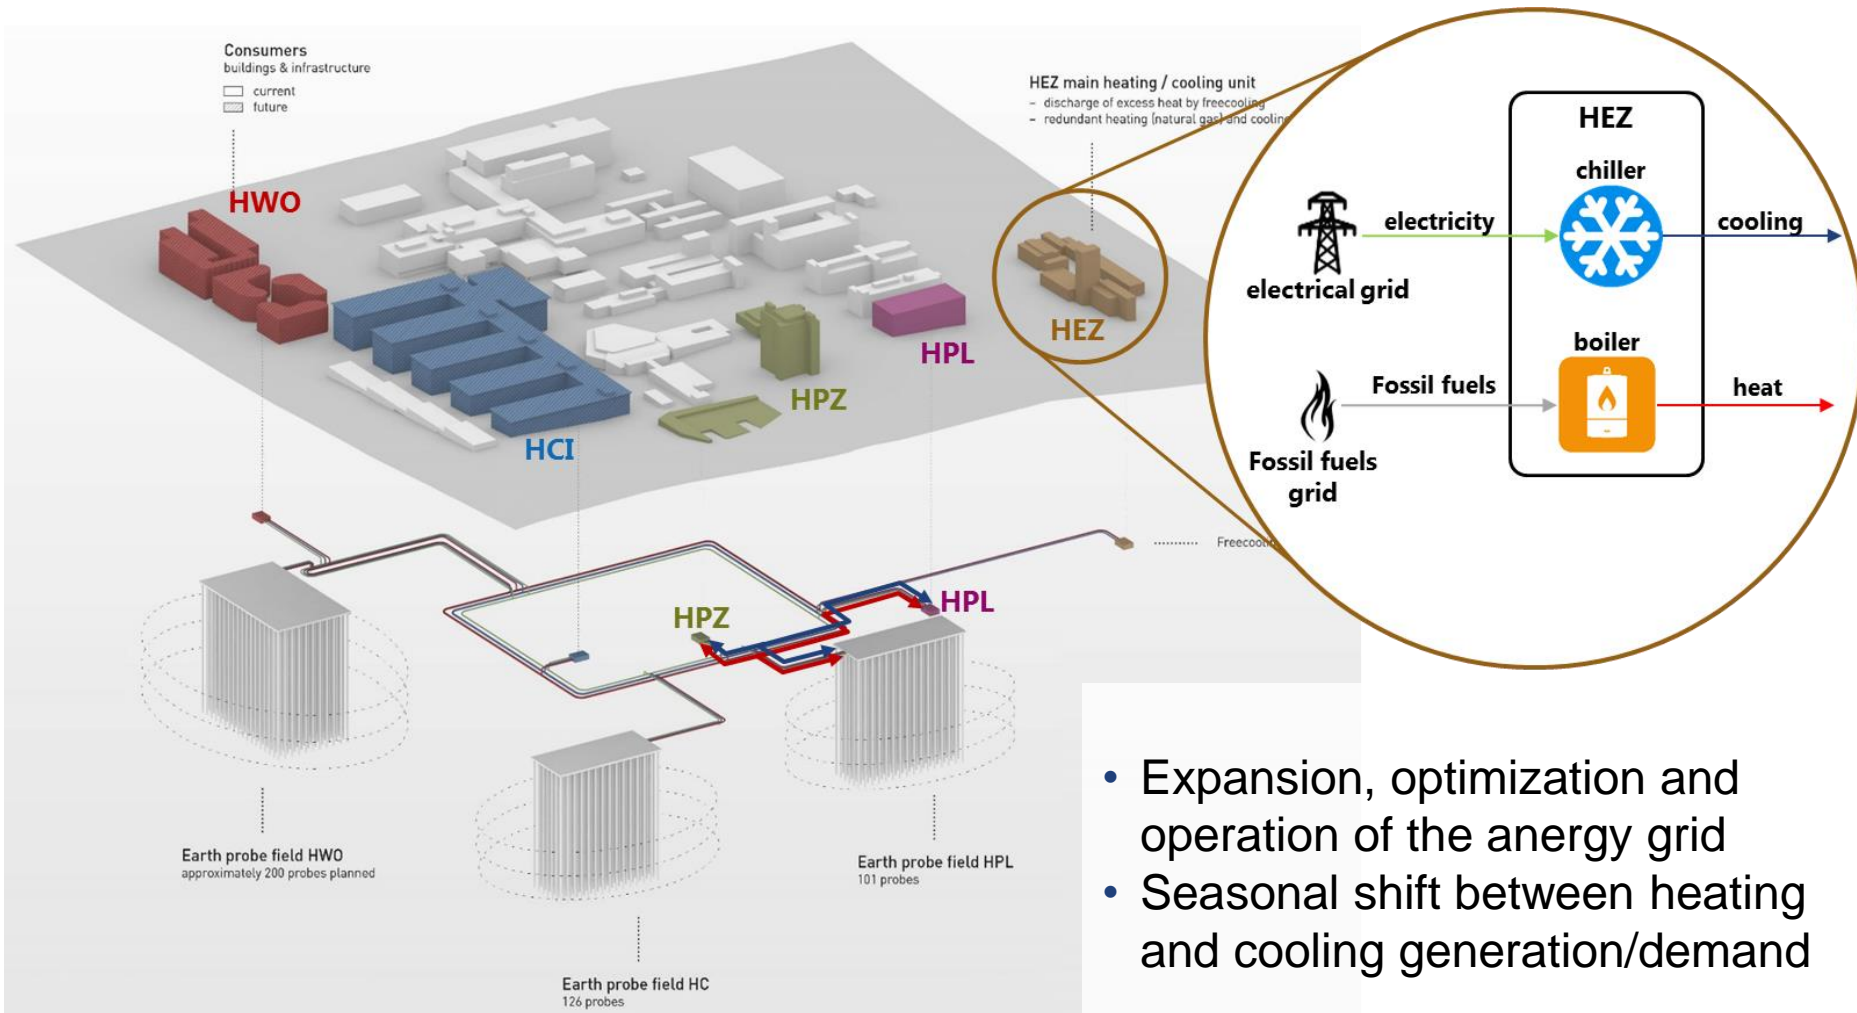 Consumers
buildings & infrastructure
current
future
HEZ main heating / cooling unit
– discharge of excess heat by freecooling
– redundant heating (natural gas) and cooling
HWO
HCI
HPZ
HPL
HEZ
HEZ
chiller
electricity
cooling
electrical grid
boiler
Fossil fuels
heat
Fossil fuels
grid
HPZ
HPL
Earth probe field HWO
approximately 200 probes planned
Earth probe field HPL
101 probes
Earth probe field HC
126 probes
• Expansion, optimization and
operation of the anergy grid
• Seasonal shift between heating
and cooling generation/demand